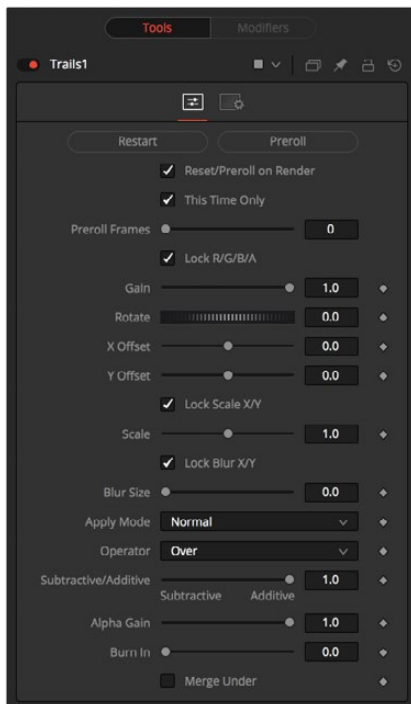 Tools Modifiers
Trails1
Restart Preroll
Reset/Preroll on Render
This Time Only
Preroll Frames 0
Lock R/G/B/A
Gain 1.0
Rotate 0.0
X Offset 0.0
Y Offset 0.0
Lock Scale X/Y
Scale 1.0
Lock Blur X/Y
Blur Size 0.0
Apply Mode Normal
Operator Over
Subtractive/Additive 1.0
Subtractive Additive
Alpha Gain 1.0
Burn In 0.0
Merge Under